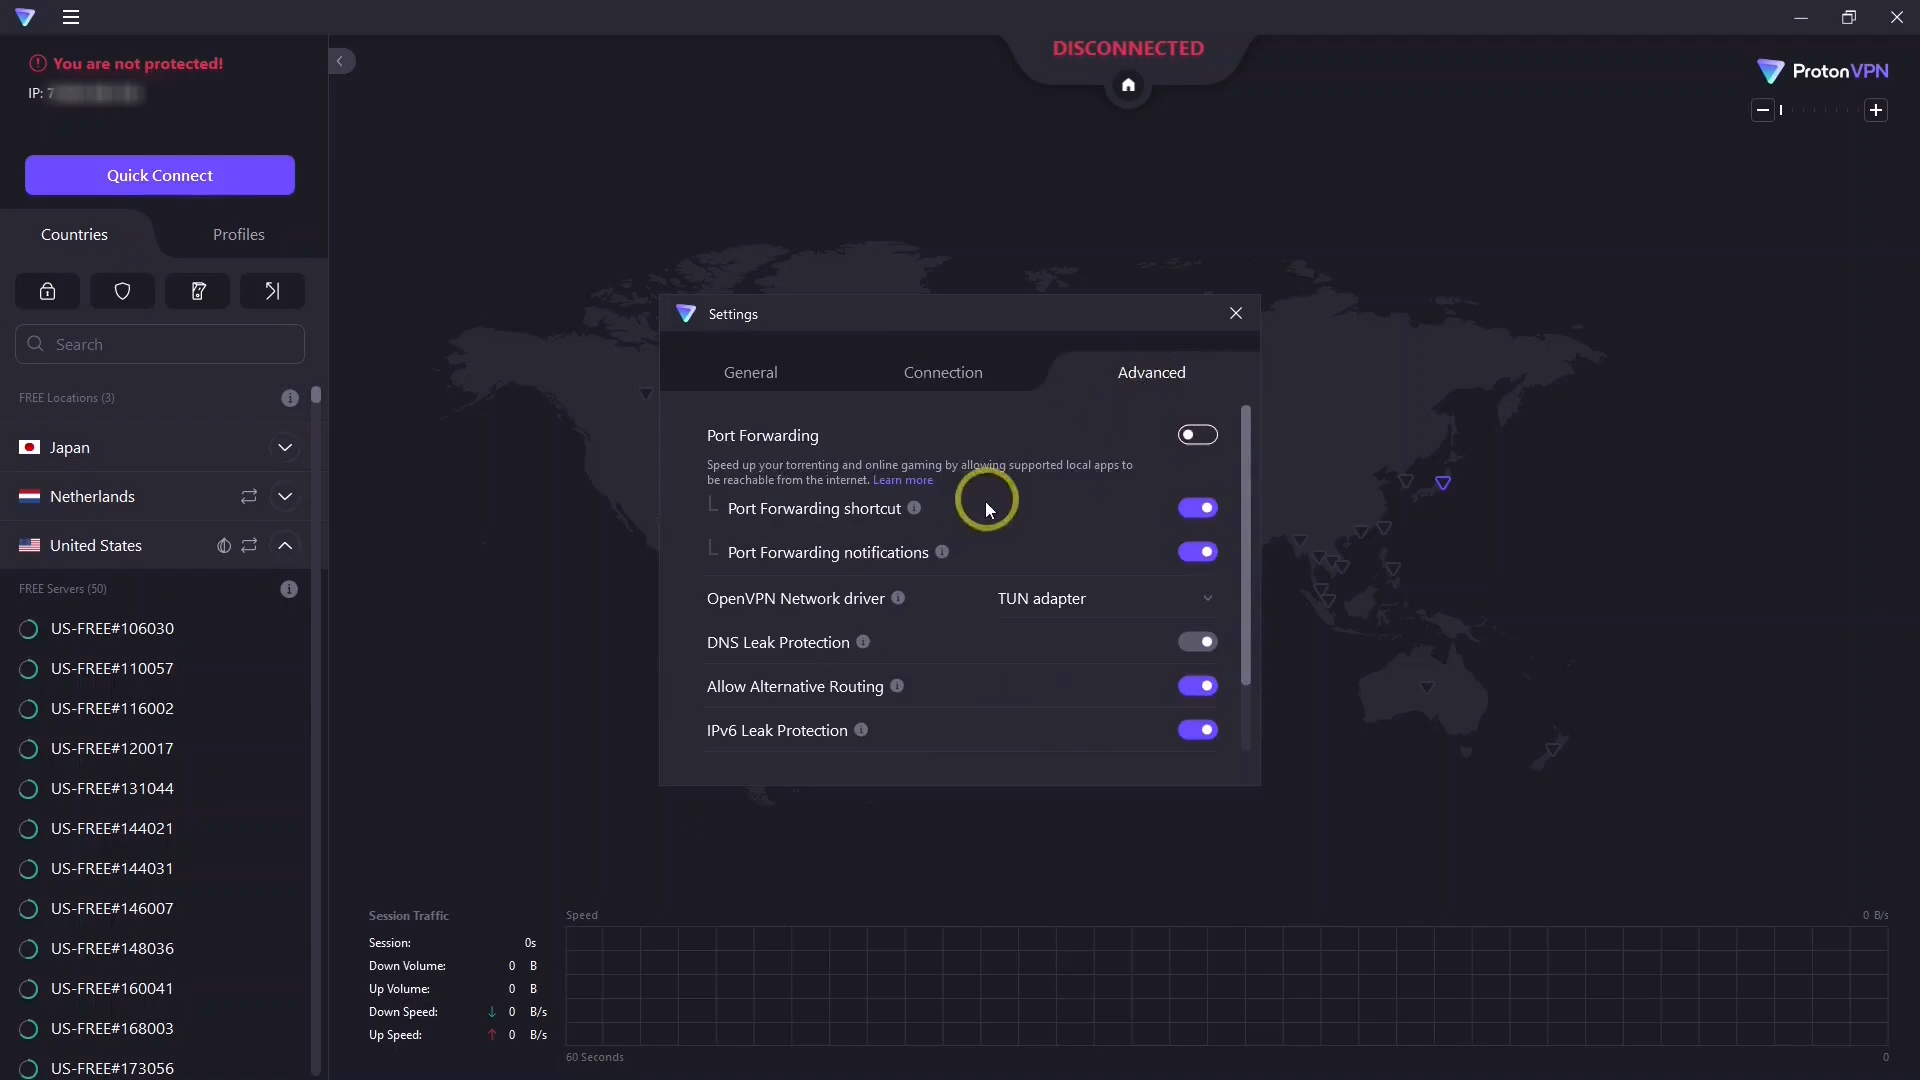 DISCONNECTED
You are not protected!
IP: 7
ProtonVPN
Quick Connect
Countries
Profiles
Search
FREE Locations (3)
Japan
Netherlands
United States
FREE Servers (50)
US-FREE#106030
US-FREE#110057
US-FREE#116002
US-FREE#120017
US-FREE#131044
US-FREE#144021
US-FREE#144031
US-FREE#146007
US-FREE#148036
US-FREE#160041
US-FREE#168003
US-FREE#173056
Settings
General
Connection
Advanced
Port Forwarding
Speed up your torrenting and online gaming by allowing supported local apps to
be reachable from the internet. Learn more
Port Forwarding shortcut
Port Forwarding notifications
OpenVPN Network driver
TUN adapter
DNS Leak Protection
Allow Alternative Routing
IPv6 Leak Protection
Session Traffic
Session: 0s
Down Volume: 0 B
Up Volume: 0 B
Down Speed: ↓ 0 B/s
Up Speed: ↑ 0 B/s
Speed
0 B/s
60 Seconds
0